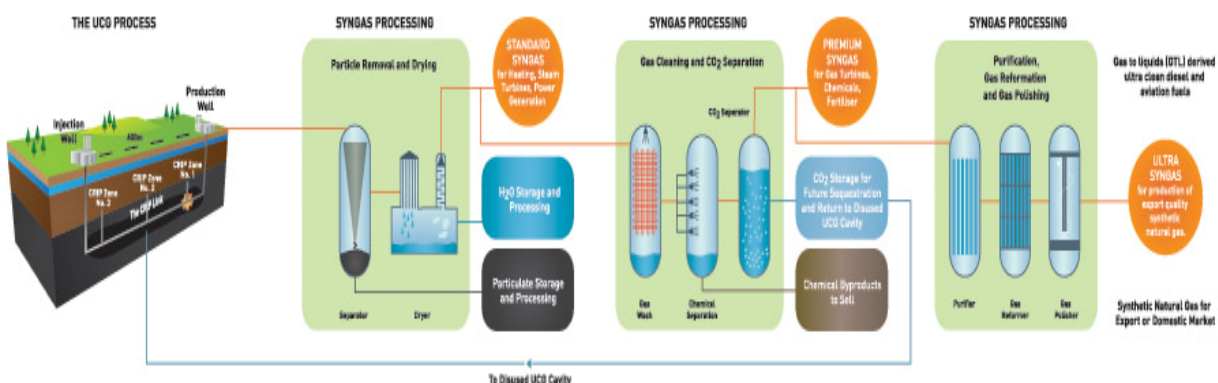 THE UCG PROCESS
Production
Well
Injection
Well
400m
CRIP Zone
No. 1
CRIP Zone
No. 2
CRIP Zone
No. 3
The CRIP Link
SYNGAS PROCESSING
Particle Removal and Drying
Separator
Dryer
STANDARD
SYNGAS
for Heating, Steam
Turbines, Power
Generation
H₂O Storage and
Processing
Particulate Storage
and Processing
SYNGAS PROCESSING
Gas Cleaning and CO₂ Separation
CO₂ Separator
Gas
Wash
Chemical
Separation
PREMIUM
SYNGAS
for Gas Turbines,
Chemicals,
Fertiliser
CO₂ Storage for
Future Sequestration
and Return to Disused
UCG Cavity
Chemical Byproducts
to Sell
SYNGAS PROCESSING
Purification,
Gas Reformation
and Gas Polishing
Purifier
Gas
Reformer
Gas
Polisher
Gas to liquids (GTL) derived
ultra clean diesel and
aviation fuels
ULTRA
SYNGAS
for production of
export quality
synthetic
natural gas.
Synthetic Natural Gas for
Export or Domestic Market
To Disused UCG Cavity